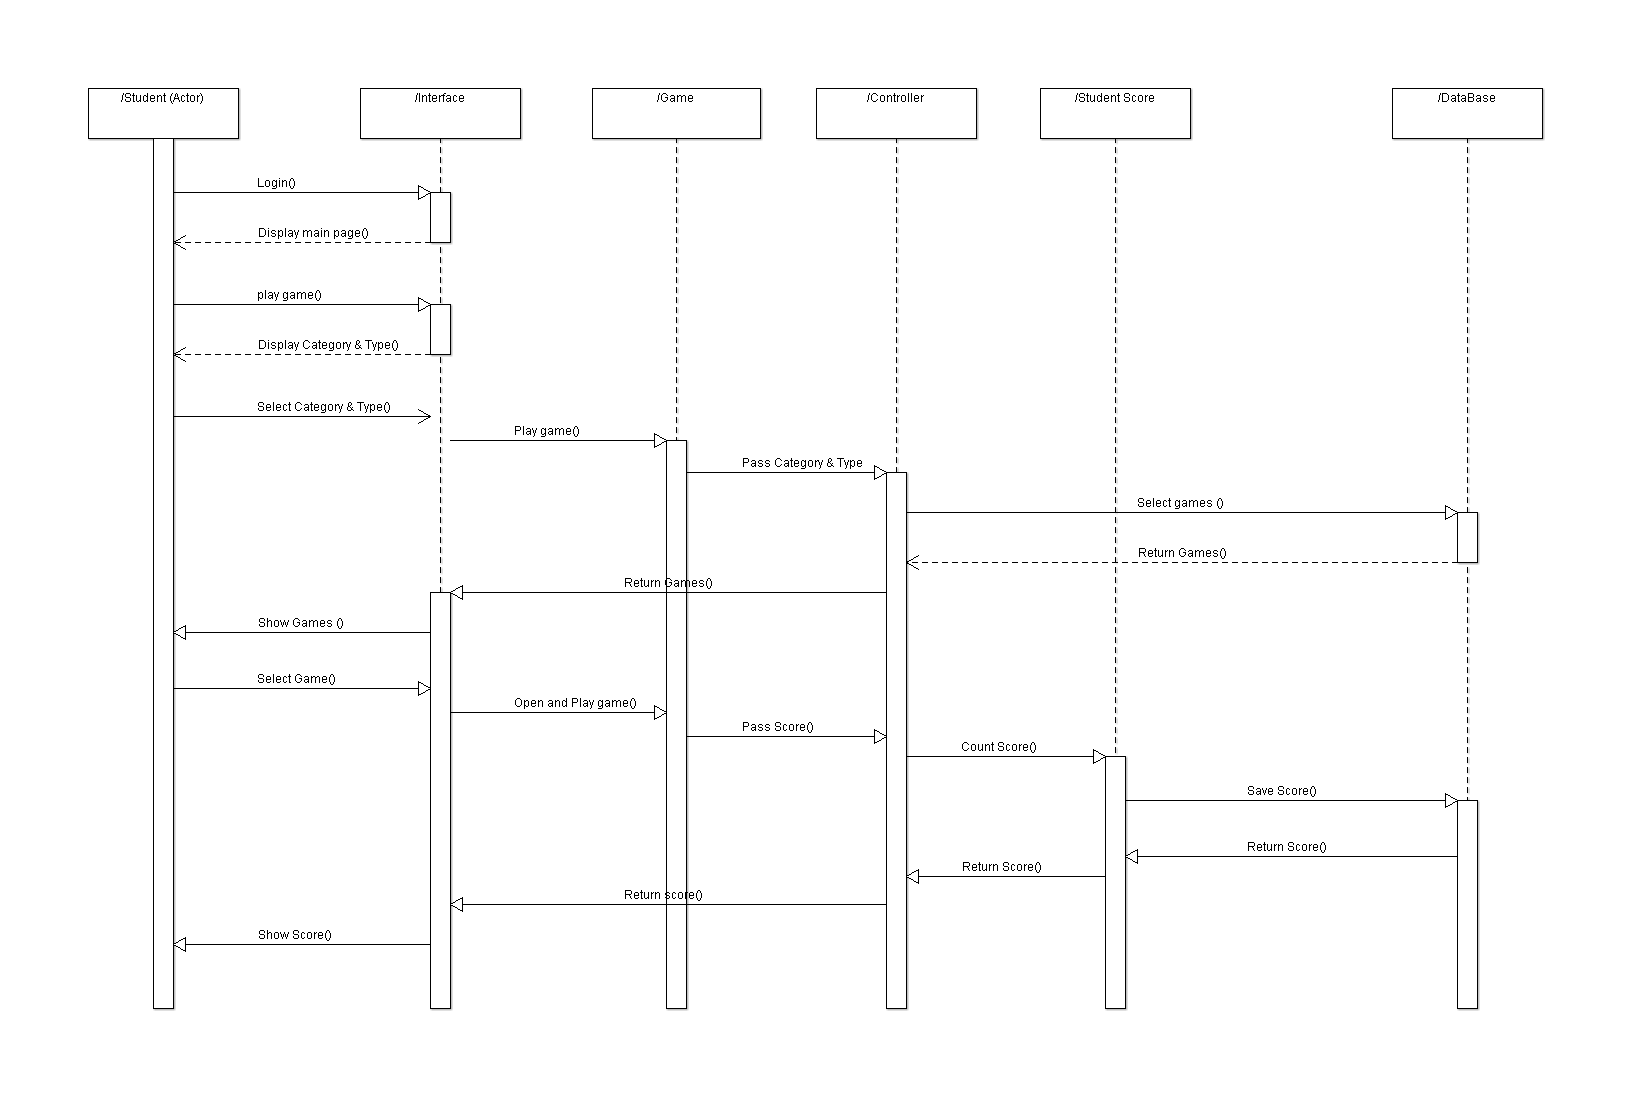 /Student (Actor)
/Interface
/Game
/Controller
/Student Score
/DataBase
Login()
Display main page()
play game()
Display Category & Type()
Select Category & Type()
Play game()
Pass Category & Type
Select games ()
Return Games()
Return Games()
Show Games ()
Select Game()
Open and Play game()
Pass Score()
Count Score()
Save Score()
Return Score()
Return Score()
Return score()
Show Score()